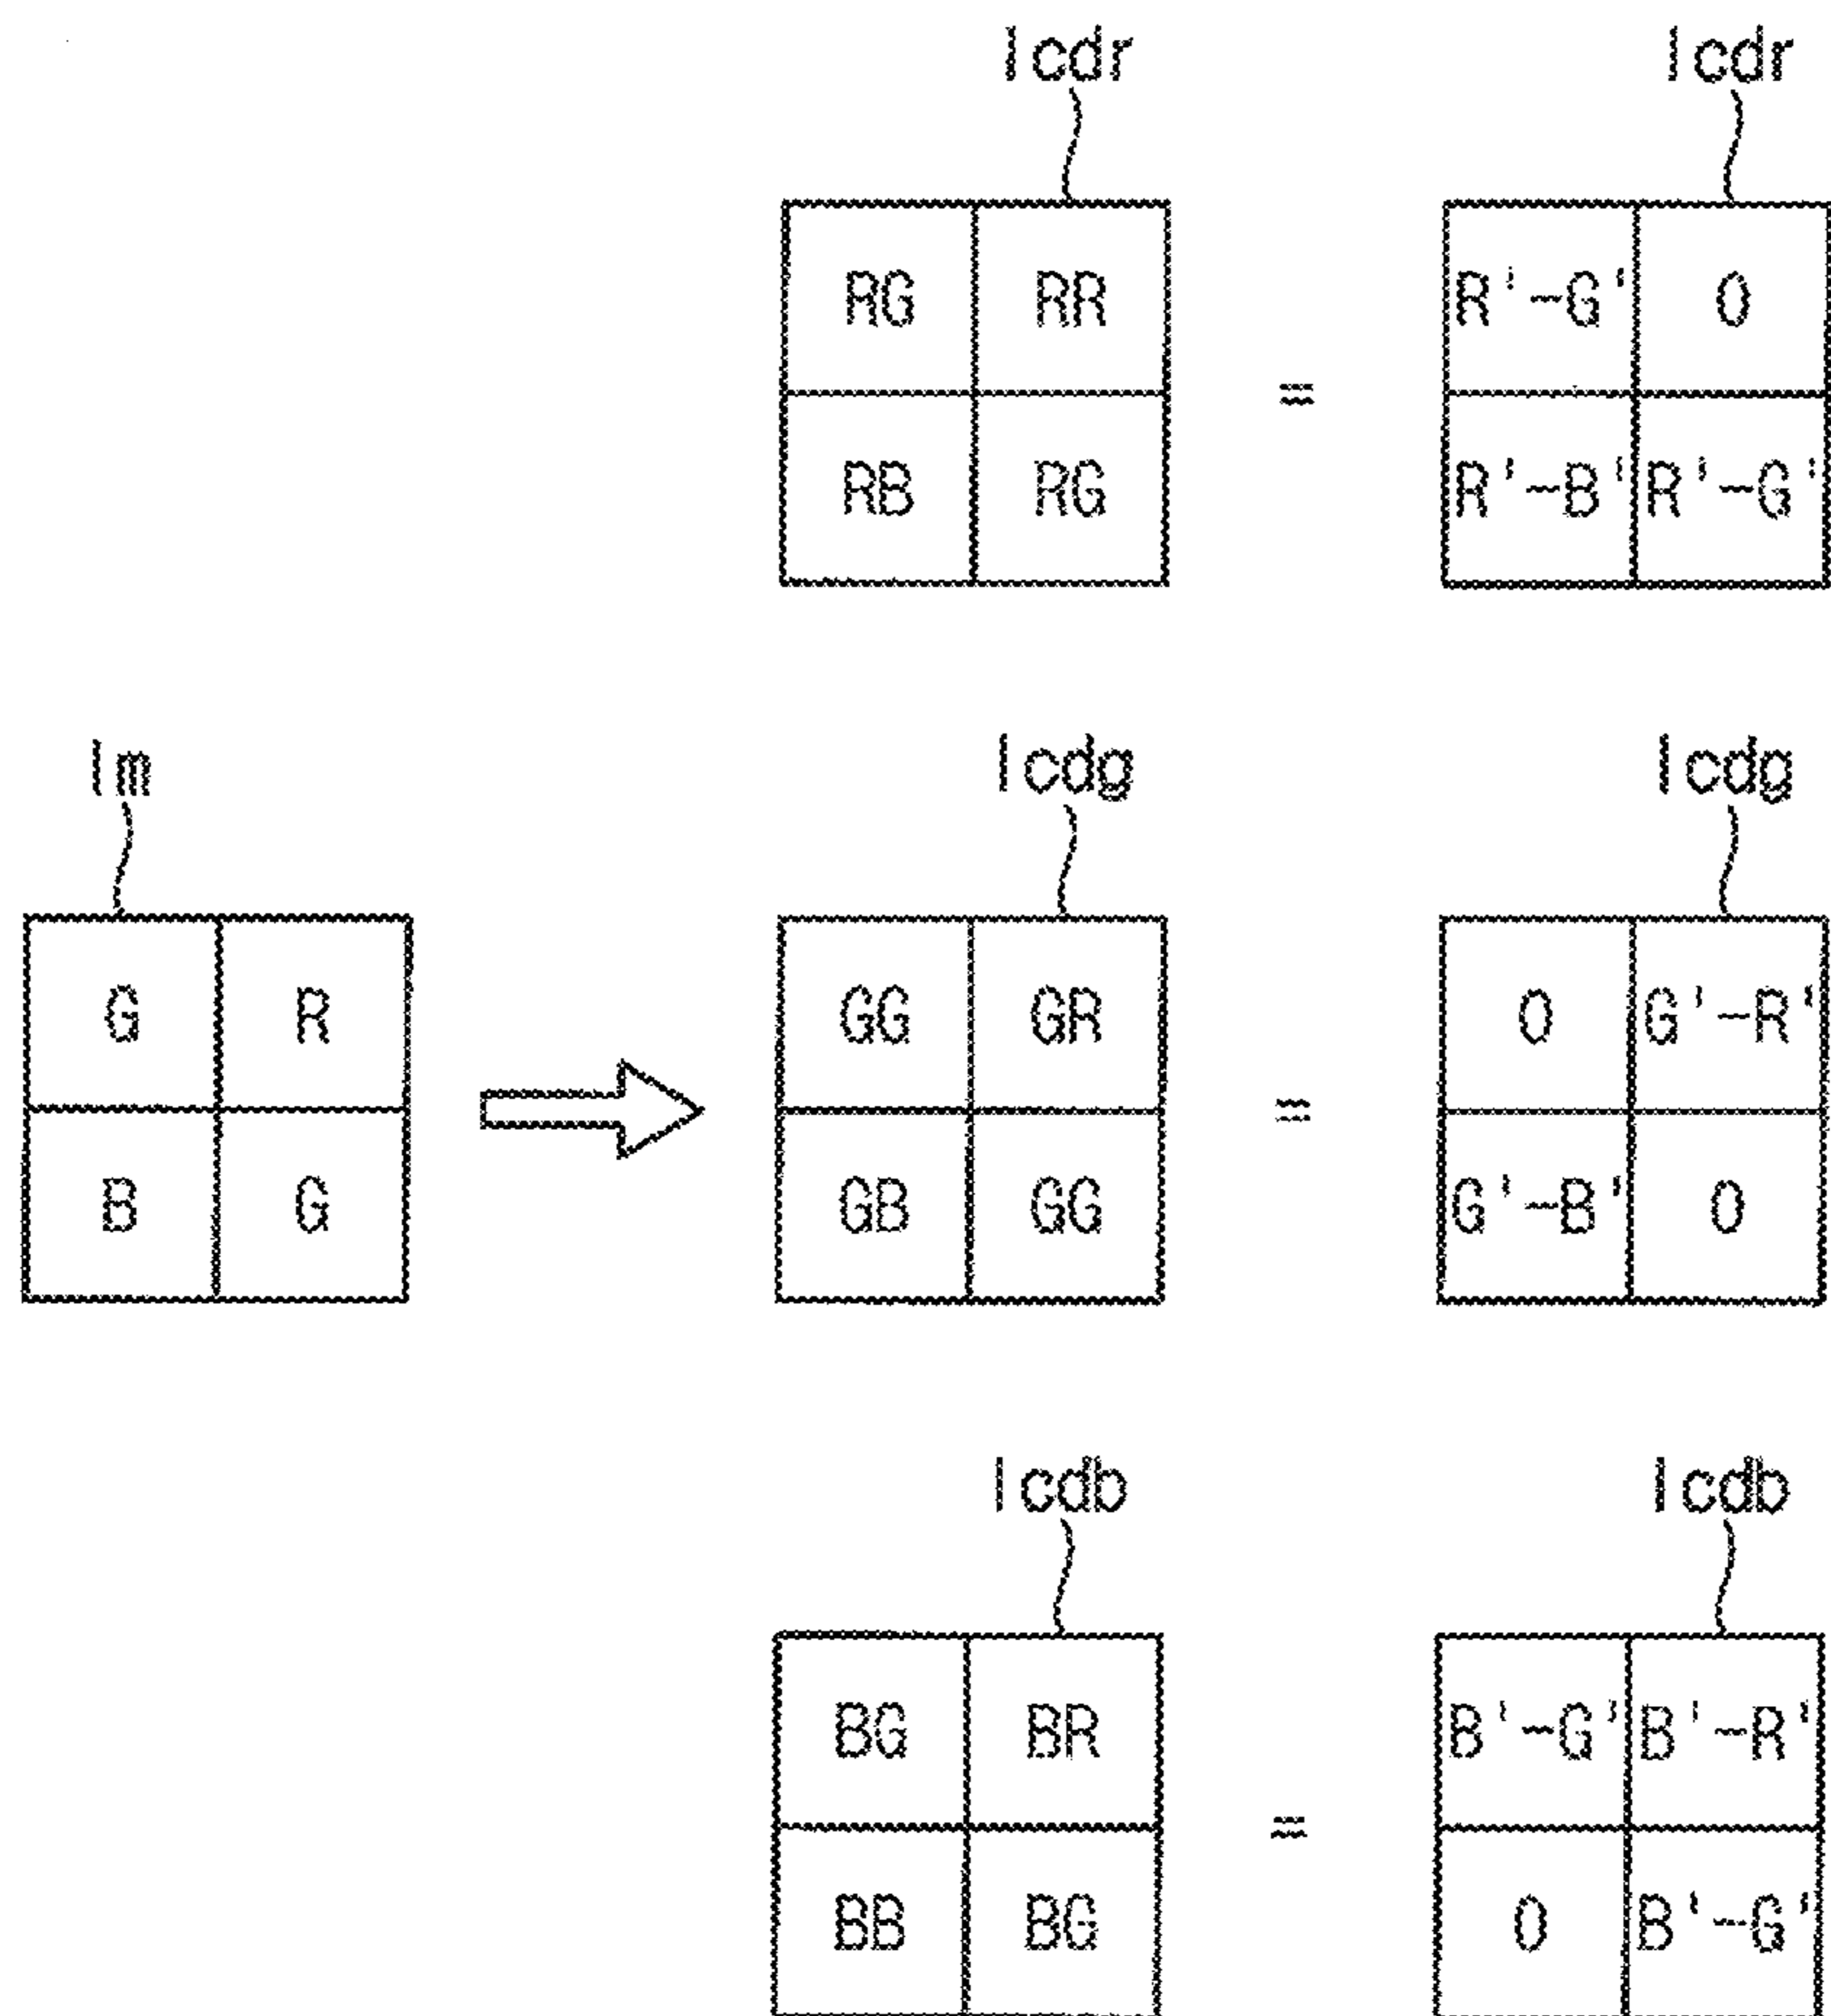 Icdr Icdr
RG RR R'-G' 0
=
RB RG R'-B' R'-G'
Im Icdg Icdg
G R GG GR 0 G'-R'
=
B G GB GG G'-B' 0
Icdb Icdb
BG BR B'-G' B'-R'
=
BB BG 0 B'-G'